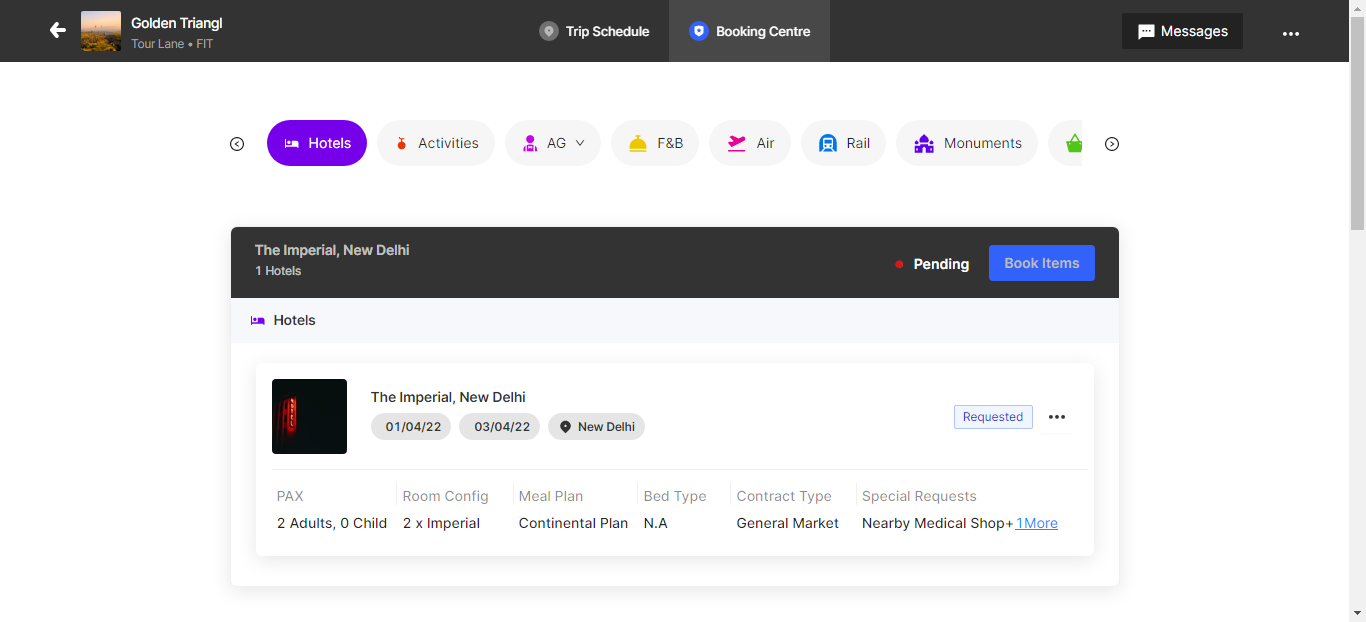 Golden Triangl
Tour Lane • FIT
Trip Schedule
Booking Centre
Messages
Hotels
Activities
AG
F&B
Air
Rail
Monuments
The Imperial, New Delhi
1 Hotels
Pending
Book Items
Hotels
HOTEL
The Imperial, New Delhi
01/04/22
03/04/22
New Delhi
Requested
PAX
Room Config
Meal Plan
Bed Type
Contract Type
Special Requests
2 Adults, 0 Child
2 x Imperial
Continental Plan
N.A
General Market
Nearby Medical Shop+ 1More